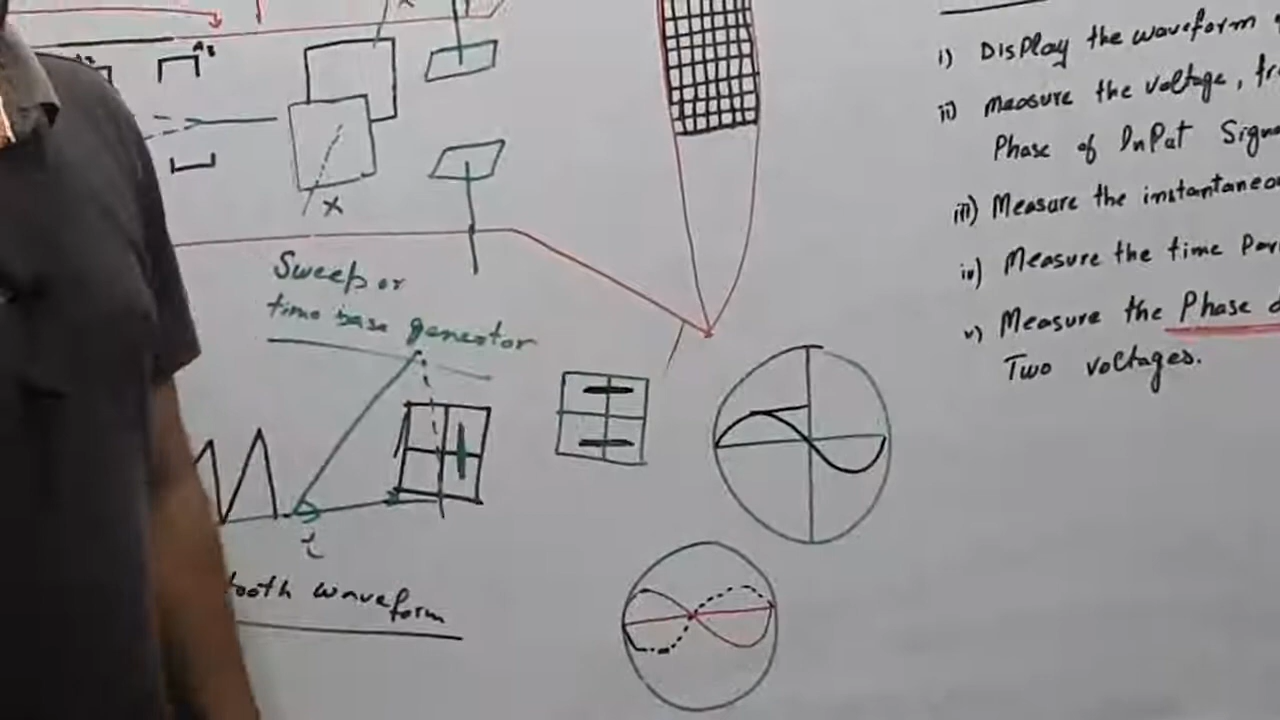 A3
X
Sweep or
time base generator
tooth waveform
i) Display the waveform
ii) measure the voltage, fr
Phase of InPut Sign
iii) Measure the instantaneo
iv) Measure the time Per
v) Measure the Phase d
Two voltages.